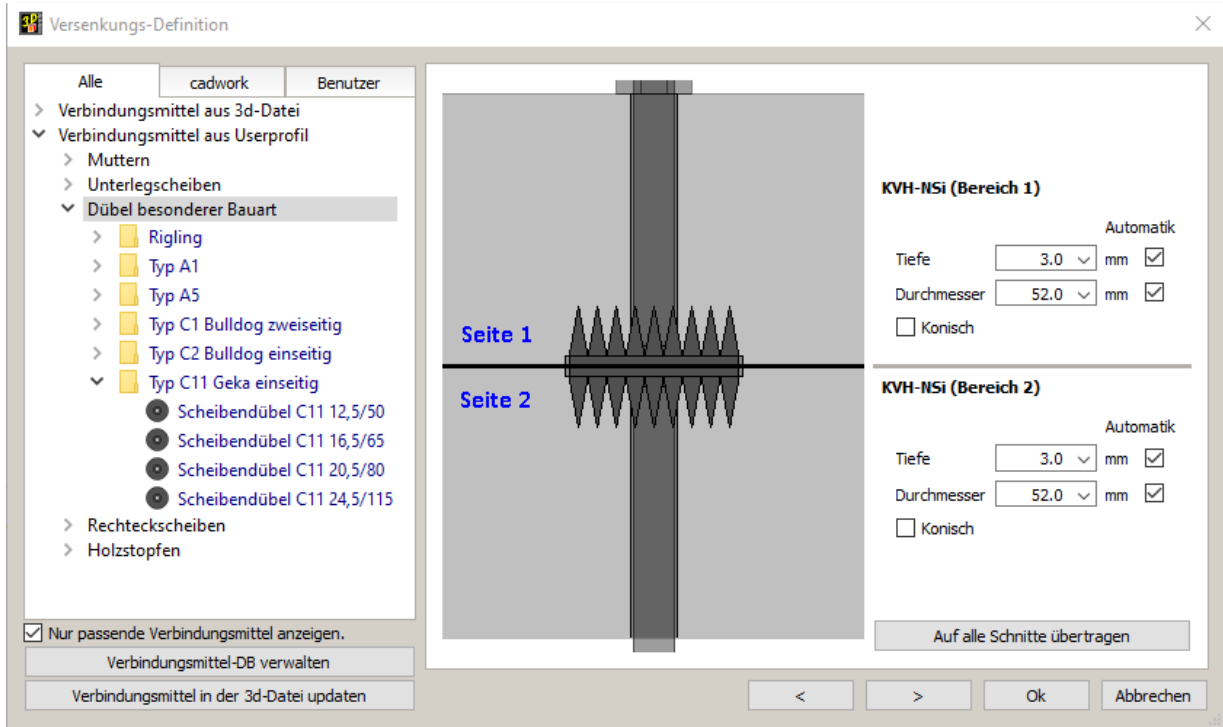 Versenkungs-Definition
Alle
cadwork
Benutzer
Verbindungsmittel aus 3d-Datei
Verbindungsmittel aus Userprofil
Muttern
Unterlegscheiben
Dübel besonderer Bauart
Rigling
Typ A1
Typ A5
Typ C1 Bulldog zweiseitig
Typ C2 Bulldog einseitig
Typ C11 Geka einseitig
Scheibendübel C11 12,5/50
Scheibendübel C11 16,5/65
Scheibendübel C11 20,5/80
Scheibendübel C11 24,5/115
Rechteckscheiben
Holzstopfen
Nur passende Verbindungsmittel anzeigen.
Verbindungsmittel-DB verwalten
Verbindungsmittel in der 3d-Datei updaten
Seite 1
Seite 2
KVH-NSi (Bereich 1)
Automatik
Tiefe 3.0 mm
Durchmesser 52.0 mm
Konisch
KVH-NSi (Bereich 2)
Automatik
Tiefe 3.0 mm
Durchmesser 52.0 mm
Konisch
Auf alle Schnitte übertragen
< > Ok Abbrechen